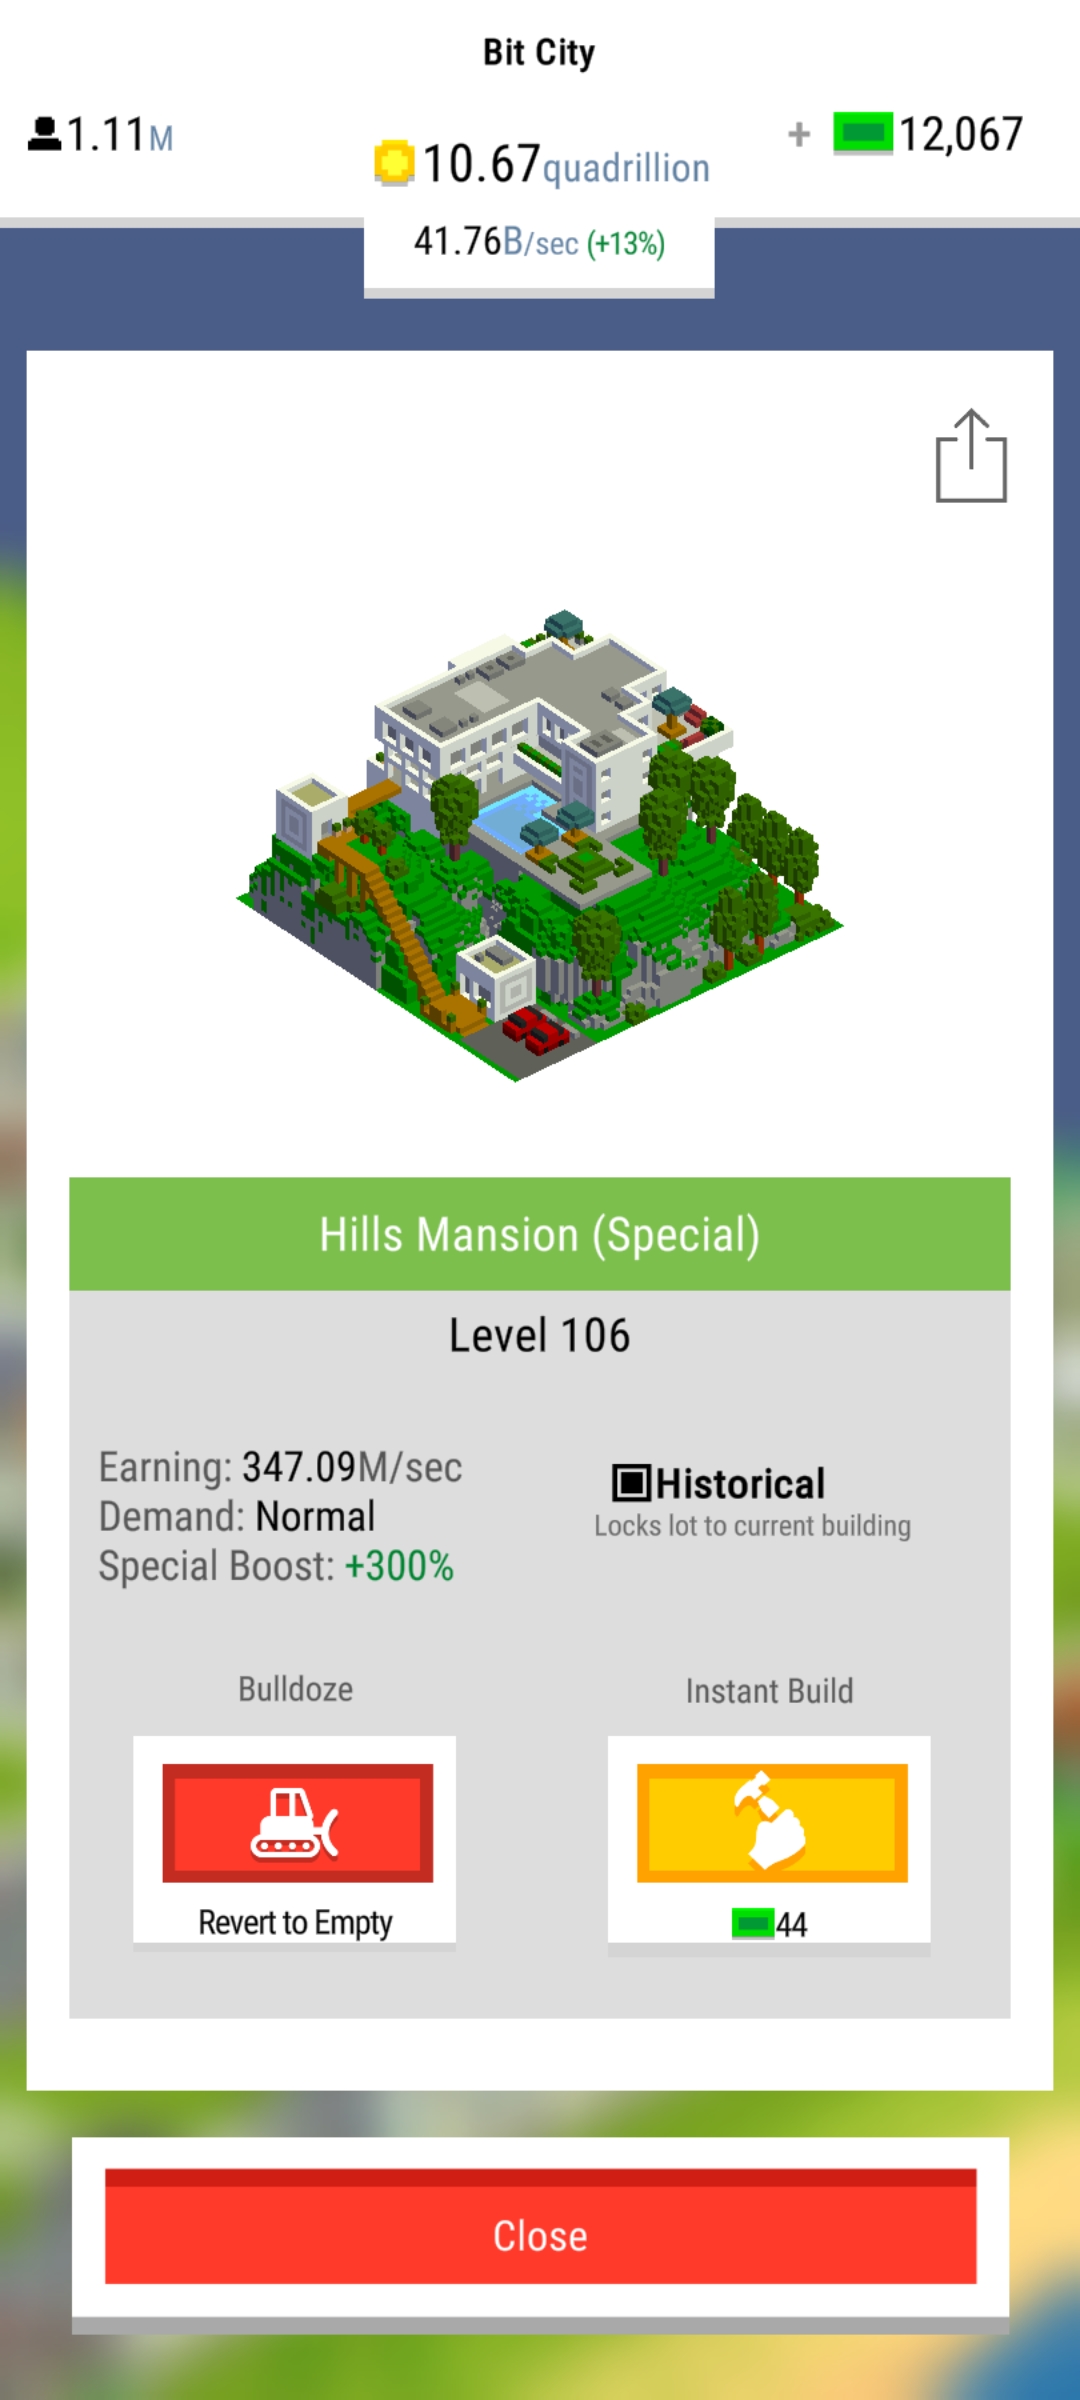 Bit City
1.11M
10.67quadrillion
+ 12,067
41.76B/sec (+13%)
Hills Mansion (Special)
Level 106
Earning: 347.09M/sec
Demand: Normal
Special Boost: +300%
Historical
Locks lot to current building
Bulldoze
Revert to Empty
Instant Build
44
Close